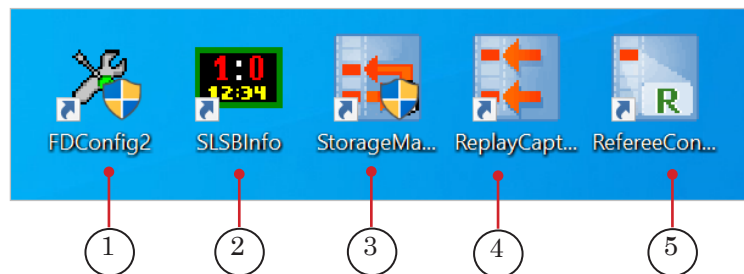 1:0
12:34
R
FDConfig2
SLSBInfo
StorageMa...
ReplayCapt...
RefereeCon...
1
2
3
4
5